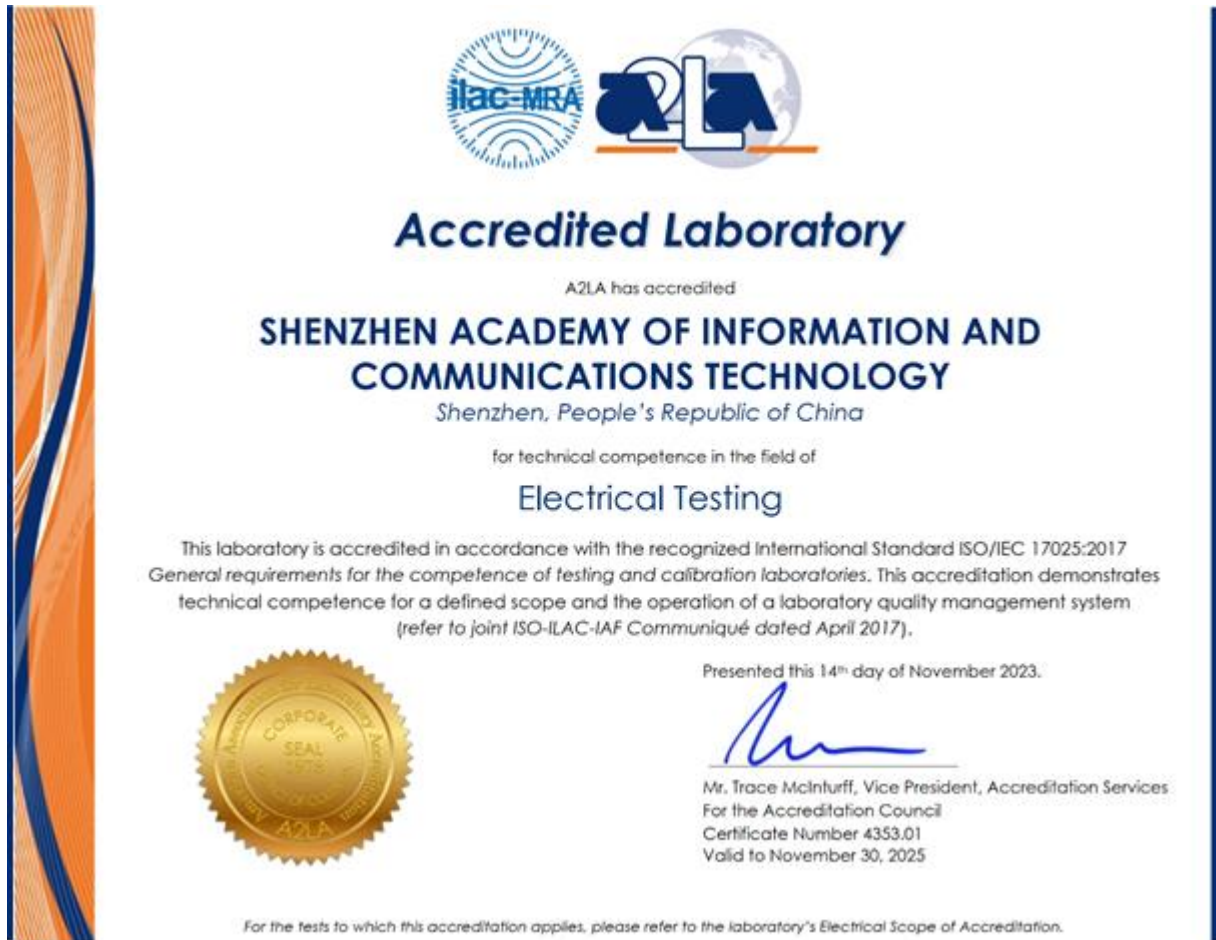 ilac-MRA
a2la
Accredited Laboratory
A2LA has accredited
SHENZHEN ACADEMY OF INFORMATION AND
COMMUNICATIONS TECHNOLOGY
Shenzhen, People's Republic of China
for technical competence in the field of
Electrical Testing
This laboratory is accredited in accordance with the recognized International Standard ISO/IEC 17025:2017
General requirements for the competence of testing and calibration laboratories. This accreditation demonstrates
technical competence for a defined scope and the operation of a laboratory quality management system
(refer to joint ISO-ILAC-IAF Communiqué dated April 2017).
CORPORATE
SEAL
1978
A2LA
Presented this 14th day of November 2023.
Mr. Trace McInturff, Vice President, Accreditation Services
For the Accreditation Council
Certificate Number 4353.01
Valid to November 30, 2025
For the tests to which this accreditation applies, please refer to the laboratory's Electrical Scope of Accreditation.